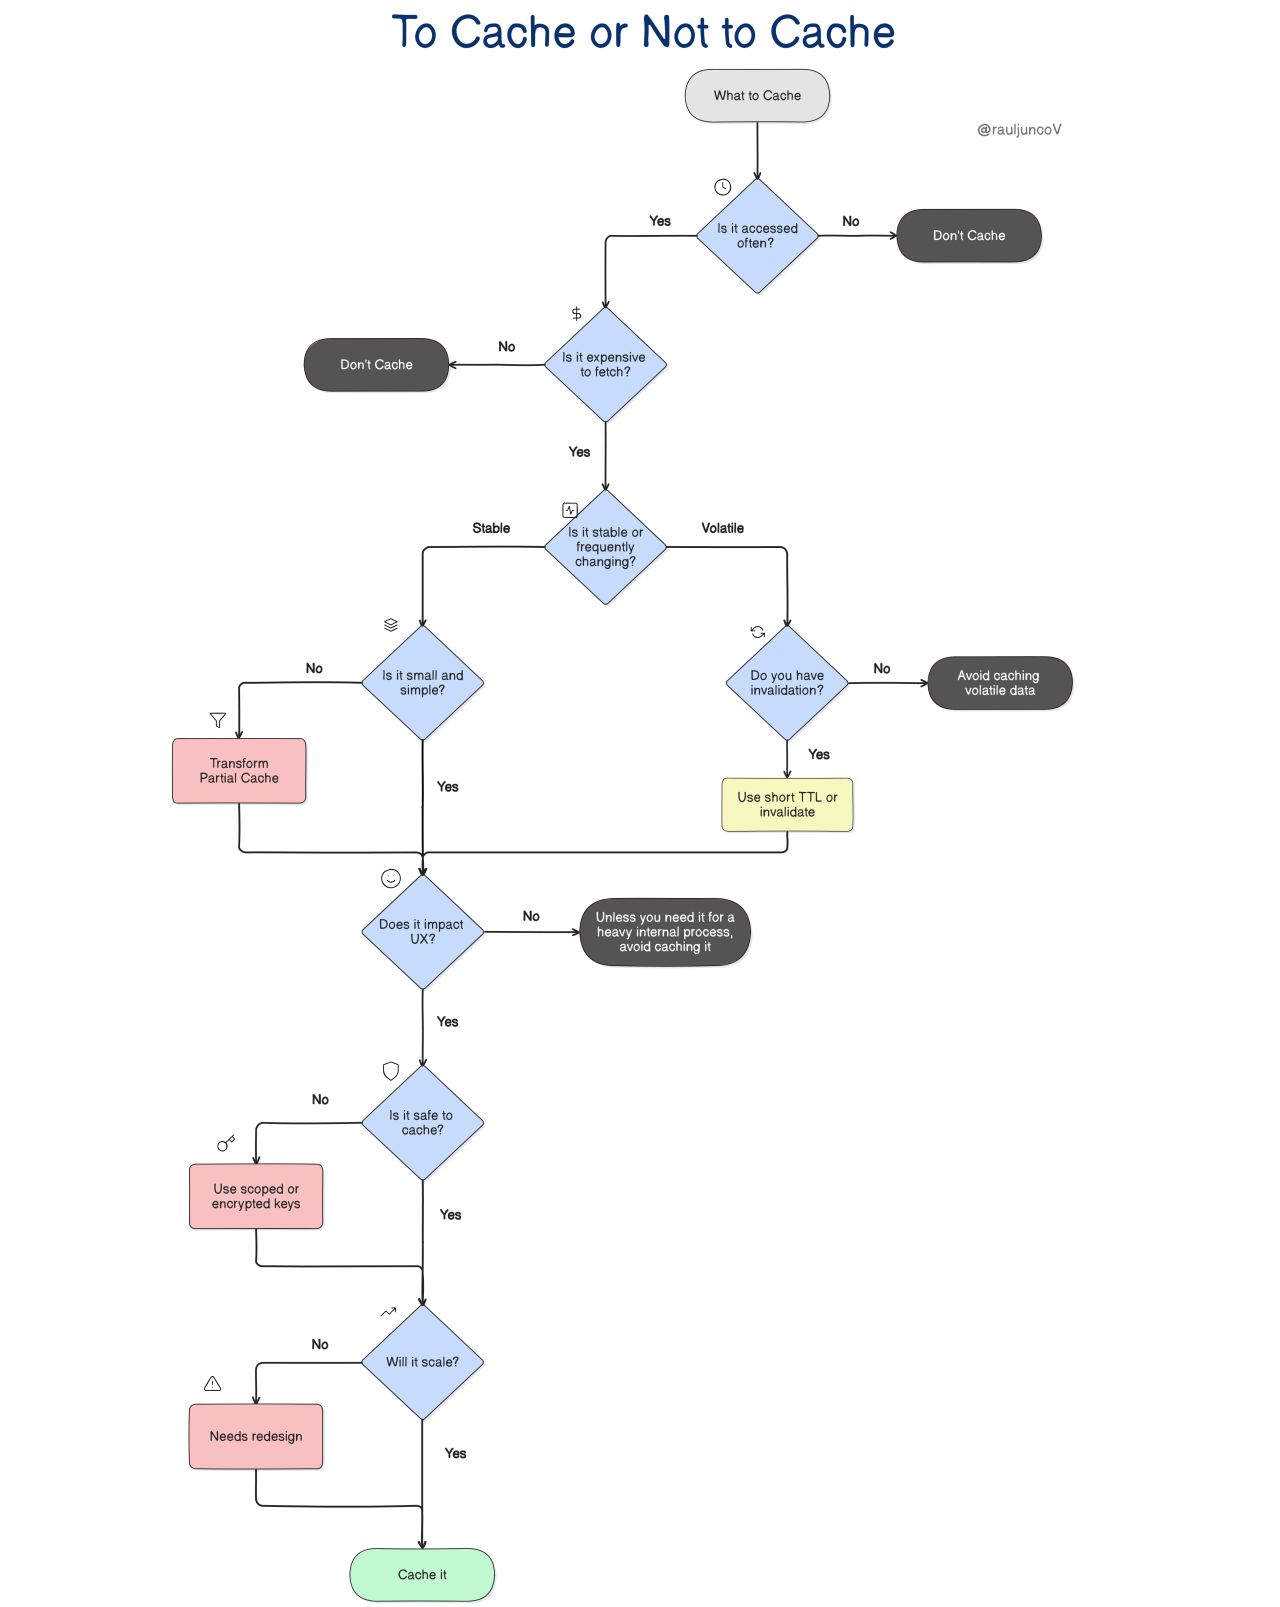 To Cache or Not to Cache
What to Cache
@rauljuncoV
Is it accessed
often?
Yes
No
Don't Cache
Is it expensive
to fetch?
No
Don't Cache
Yes
Is it stable or
frequently
changing?
Stable
Volatile
Is it small and
simple?
No
Do you have
invalidation?
No
Avoid caching
volatile data
Transform
Partial Cache
Yes
Yes
Use short TTL or
invalidate
Does it impact
UX?
No
Unless you need it for a
heavy internal process,
avoid caching it
Yes
Is it safe to
cache?
No
Use scoped or
encrypted keys
Yes
Will it scale?
No
Needs redesign
Yes
Cache it